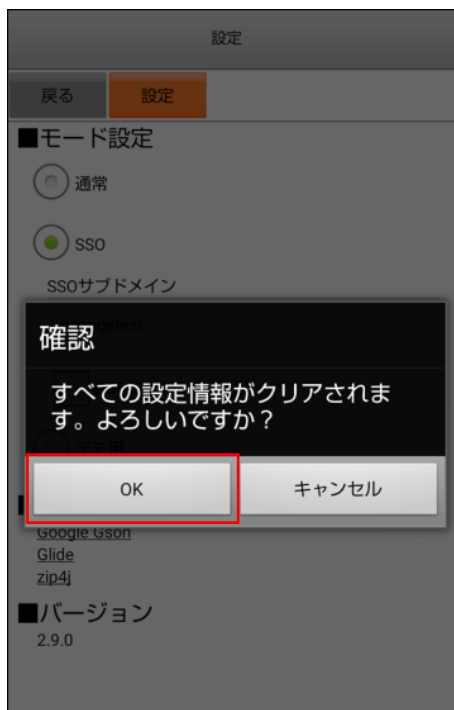 設定
戻る 設定
■モード設定
通常
SSO
SSOサブドメイン
確認
すべての設定情報がクリアされま
す。よろしいですか？
OK キャンセル
Google Gson
Glide
zip4j
■バージョン
2.9.0